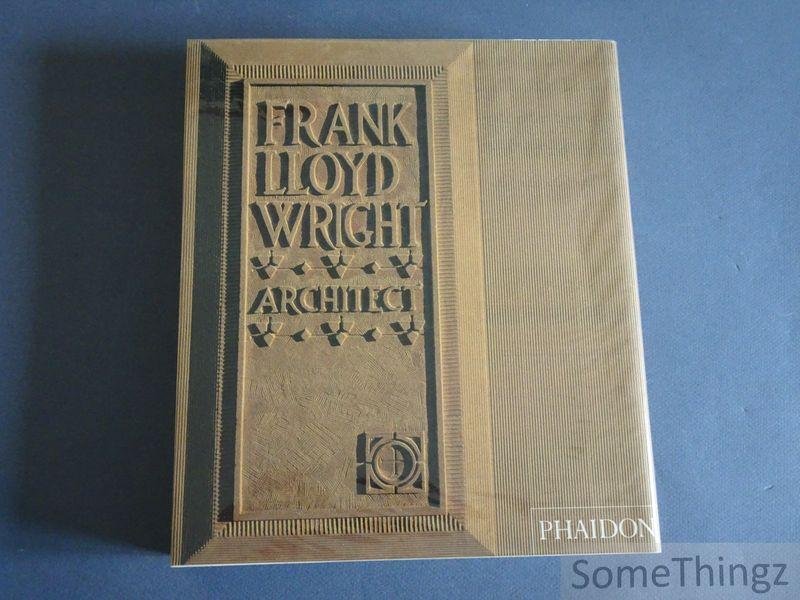 FRANK
LLOYD
WRIGHT
ARCHITECT
PHAIDON
SomeThingz